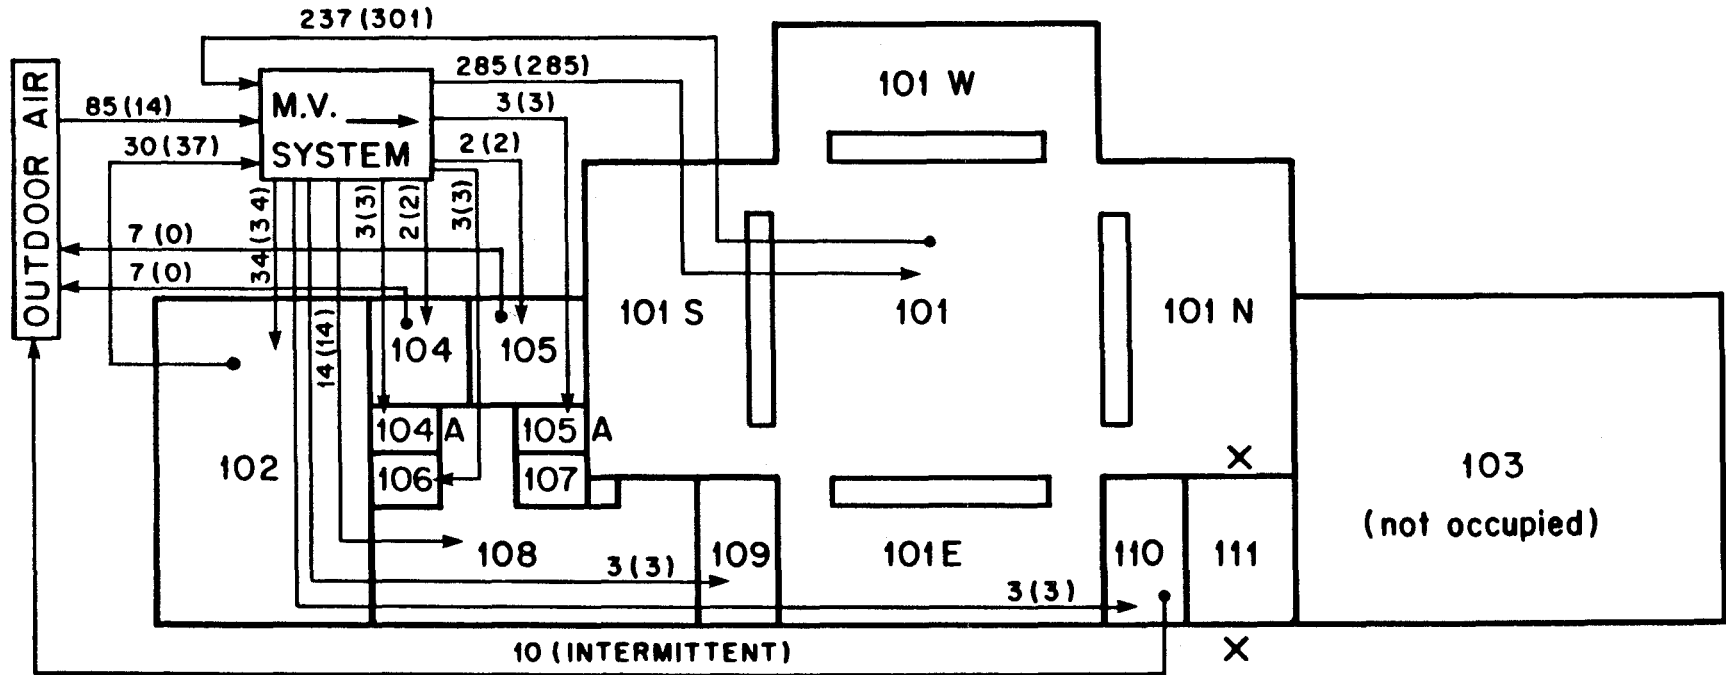 237(301)
OUTDOOR AIR
85(14)
30(37)
7(0)
7(0)
M.V.
SYSTEM
285(285)
3(3)
2(2)
3(3)
34(34)
14(14)
3(3)
2(2)
101 W
101 S
101
101 N
104
105
104 A
105 A
102
106
107
103
(not occupied)
108
109
101E
110
111
3(3)
3(3)
X
X
10 (INTERMITTENT)